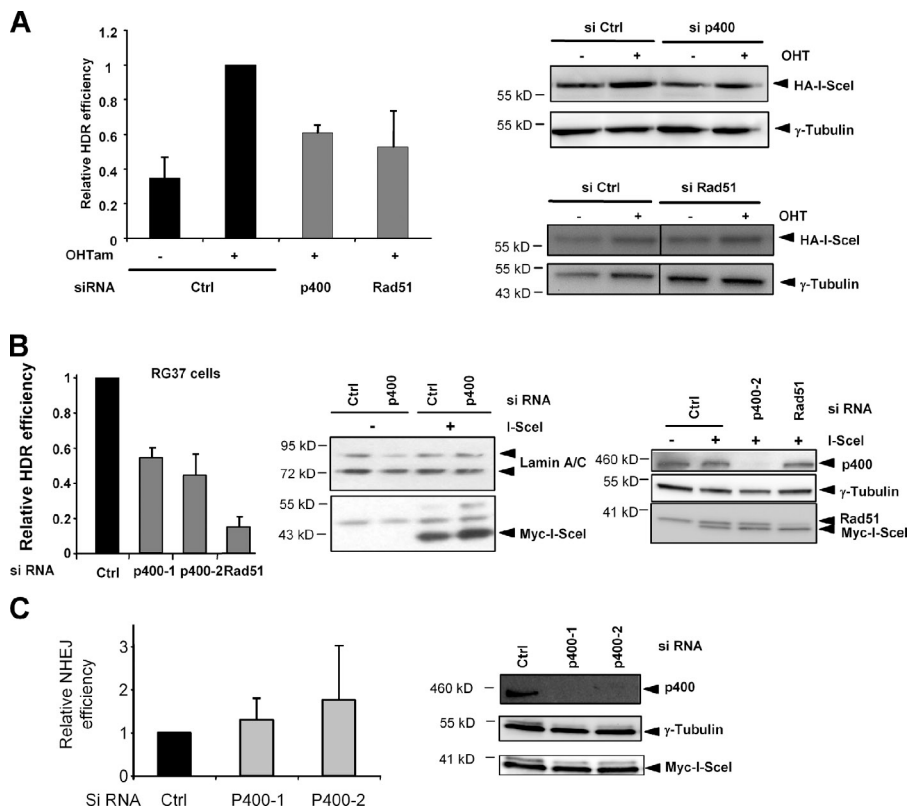 A
Relative HDR efficiency
1.2
1
0.8
0.6
0.4
0.2
0
OHTam - + + +
siRNA Ctrl p400 Rad51
si Ctrl si p400
- + - + OHT
55 kD HA-I-SceI
55 kD γ-Tubulin
si Ctrl si Rad51
- + - + OHT
55 kD HA-I-SceI
55 kD
43 kD γ-Tubulin
B
Relative HDR efficiency
RG37 cells
1
0.8
0.6
0.4
0.2
0
si RNA Ctrl p400-1 p400-2 Rad51
Ctrl p400 Ctrl p400 si RNA
- + I-SceI
95 kD
72 kD Lamin A/C
55 kD
43 kD Myc-I-SceI
Ctrl p400-2 Rad51 si RNA
- + + + I-SceI
460 kD p400
55 kD γ-Tubulin
41 kD Rad51
Myc-I-SceI
C
Relative NHEJ
efficiency
3
2
1
0
Si RNA Ctrl P400-1 P400-2
Ctrl p400-1 p400-2 si RNA
460 kD p400
55 kD γ-Tubulin
41 kD Myc-I-SceI